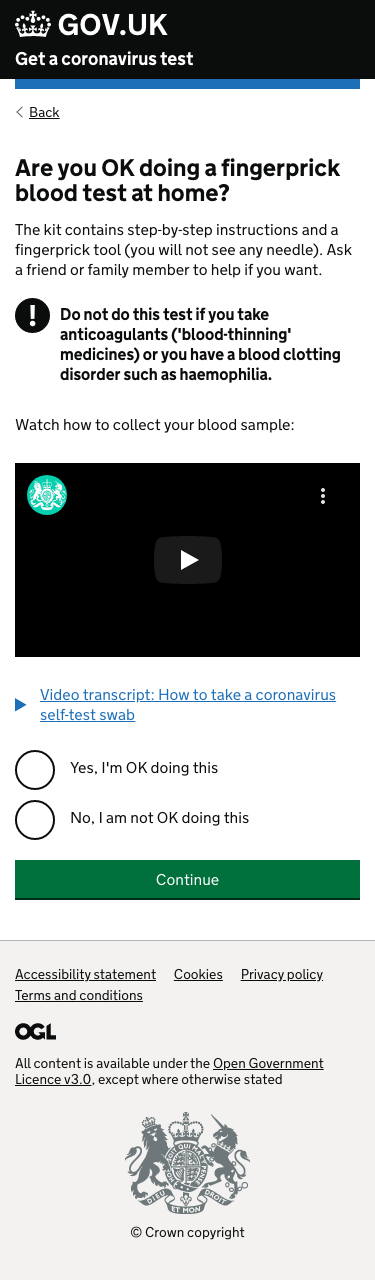 GOV.UK
Get a coronavirus test
Back
Are you OK doing a fingerprick
blood test at home?
The kit contains step-by-step instructions and a
fingerprick tool (you will not see any needle). Ask
a friend or family member to help if you want.
! Do not do this test if you take
anticoagulants ('blood-thinning'
medicines) or you have a blood clotting
disorder such as haemophilia.
Watch how to collect your blood sample:
Video transcript: How to take a coronavirus
self-test swab
Yes, I'm OK doing this
No, I am not OK doing this
Continue
Accessibility statement Cookies Privacy policy
Terms and conditions
OGL
All content is available under the Open Government
Licence v3.0, except where otherwise stated
DIEU ET MON DROIT
© Crown copyright